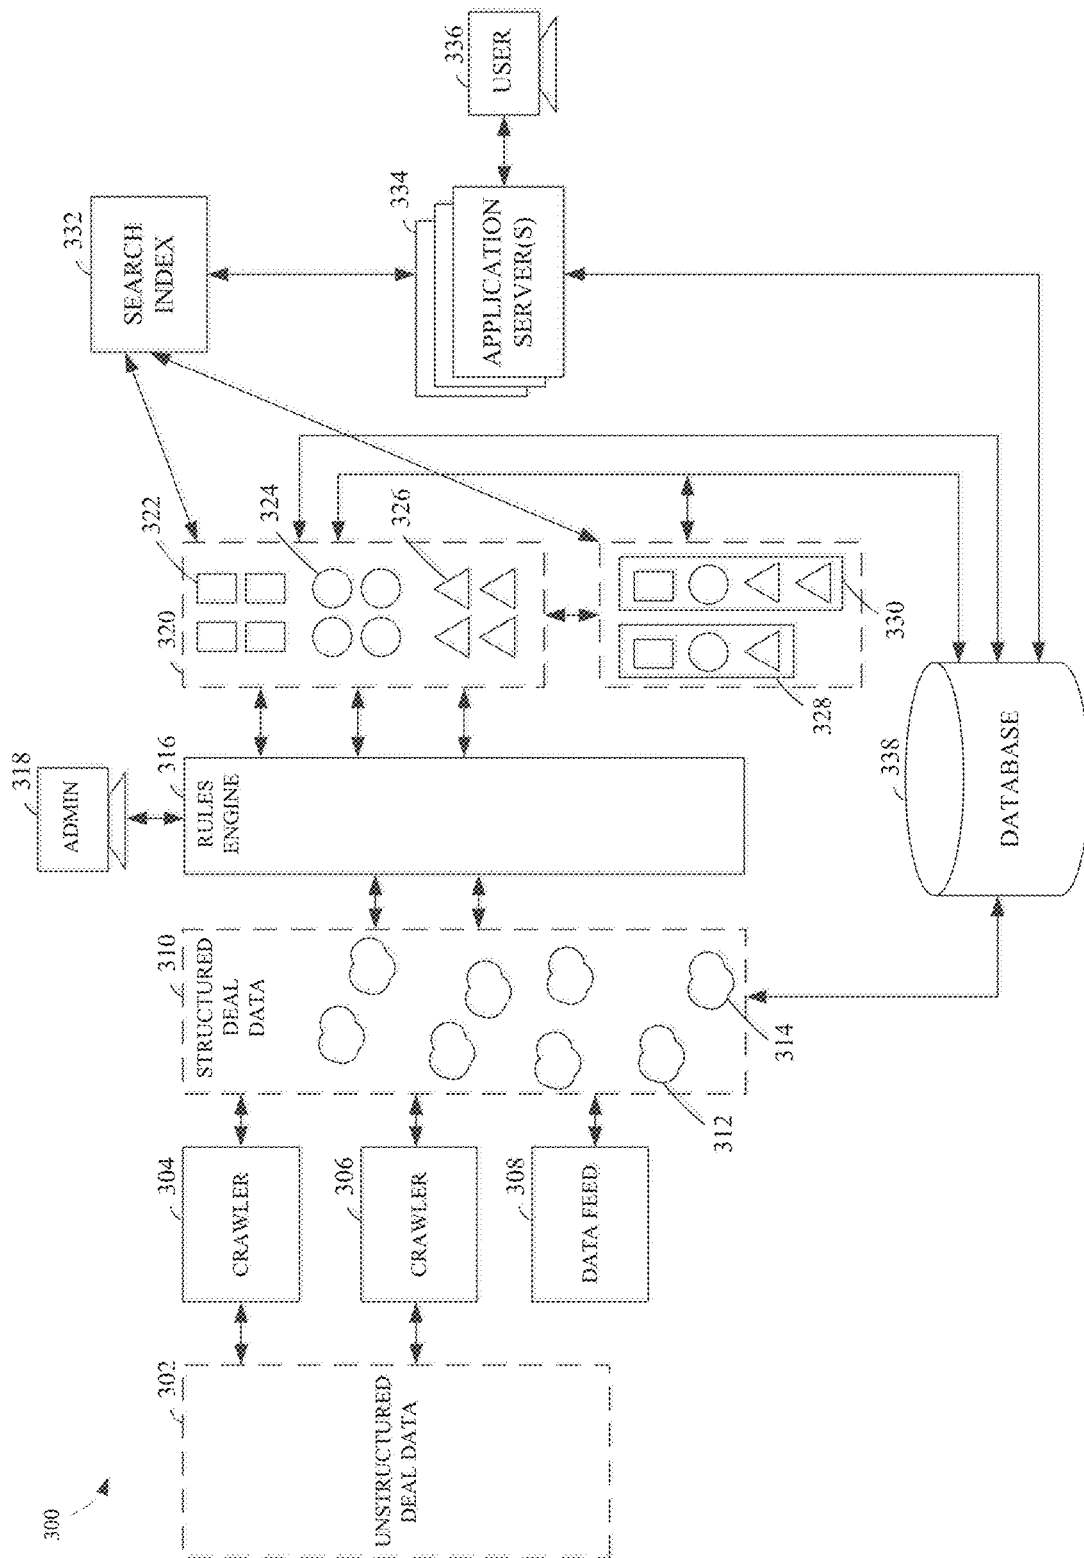 300
302
UNSTRUCTURED
DEAL DATA
304
CRAWLER
306
CRAWLER
308
DATA FEED
310
STRUCTURED
DEAL
DATA
312
314
318
ADMIN
316
RULES
ENGINE
320
322
324
326
328
330
332
SEARCH
INDEX
334
APPLICATION
SERVER(S)
336
USER
338
DATABASE